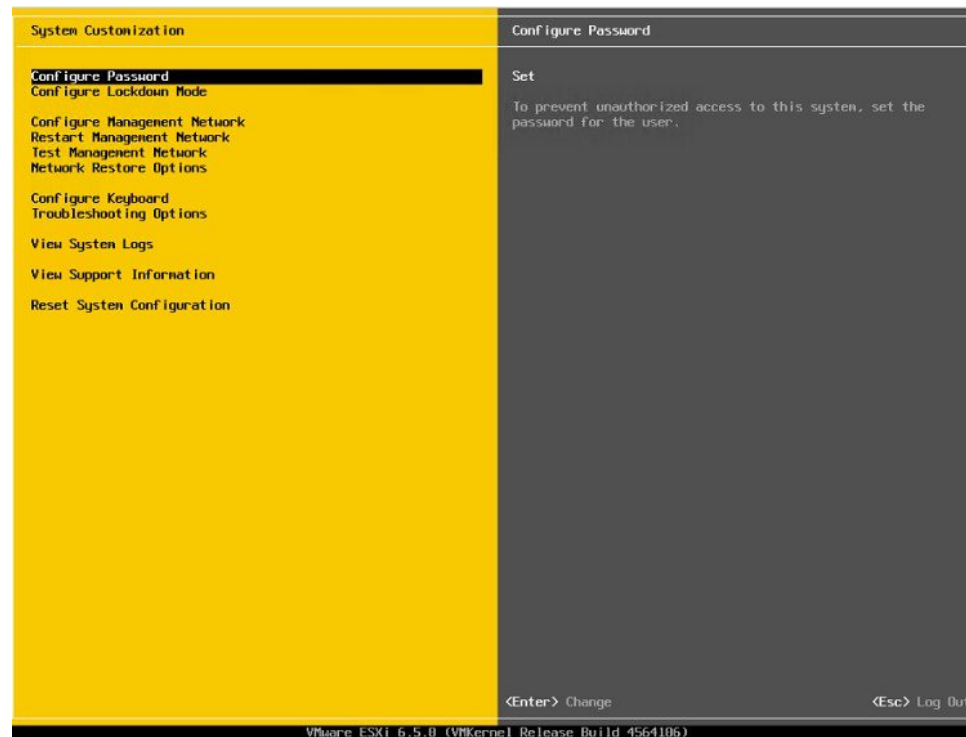 System Customization
Configure Password
Configure Lockdown Mode
Configure Management Network
Restart Management Network
Test Management Network
Network Restore Options
Configure Keyboard
Troubleshooting Options
View System Logs
View Support Information
Reset System Configuration
Configure Password
Set
To prevent unauthorized access to this system, set the
password for the user.
<Enter> Change
<Esc> Log Out
VMware ESXi 6.5.0 (VMKernel Release Build 4564106)